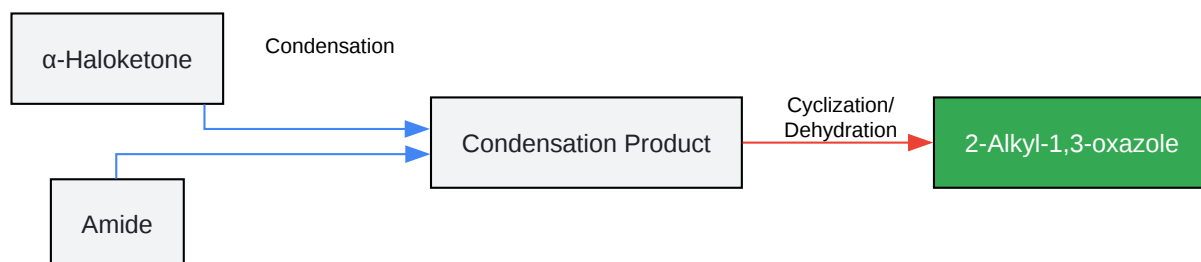 α-Haloketone
Condensation
Amide
Condensation Product
Cyclization/
Dehydration
2-Alkyl-1,3-oxazole